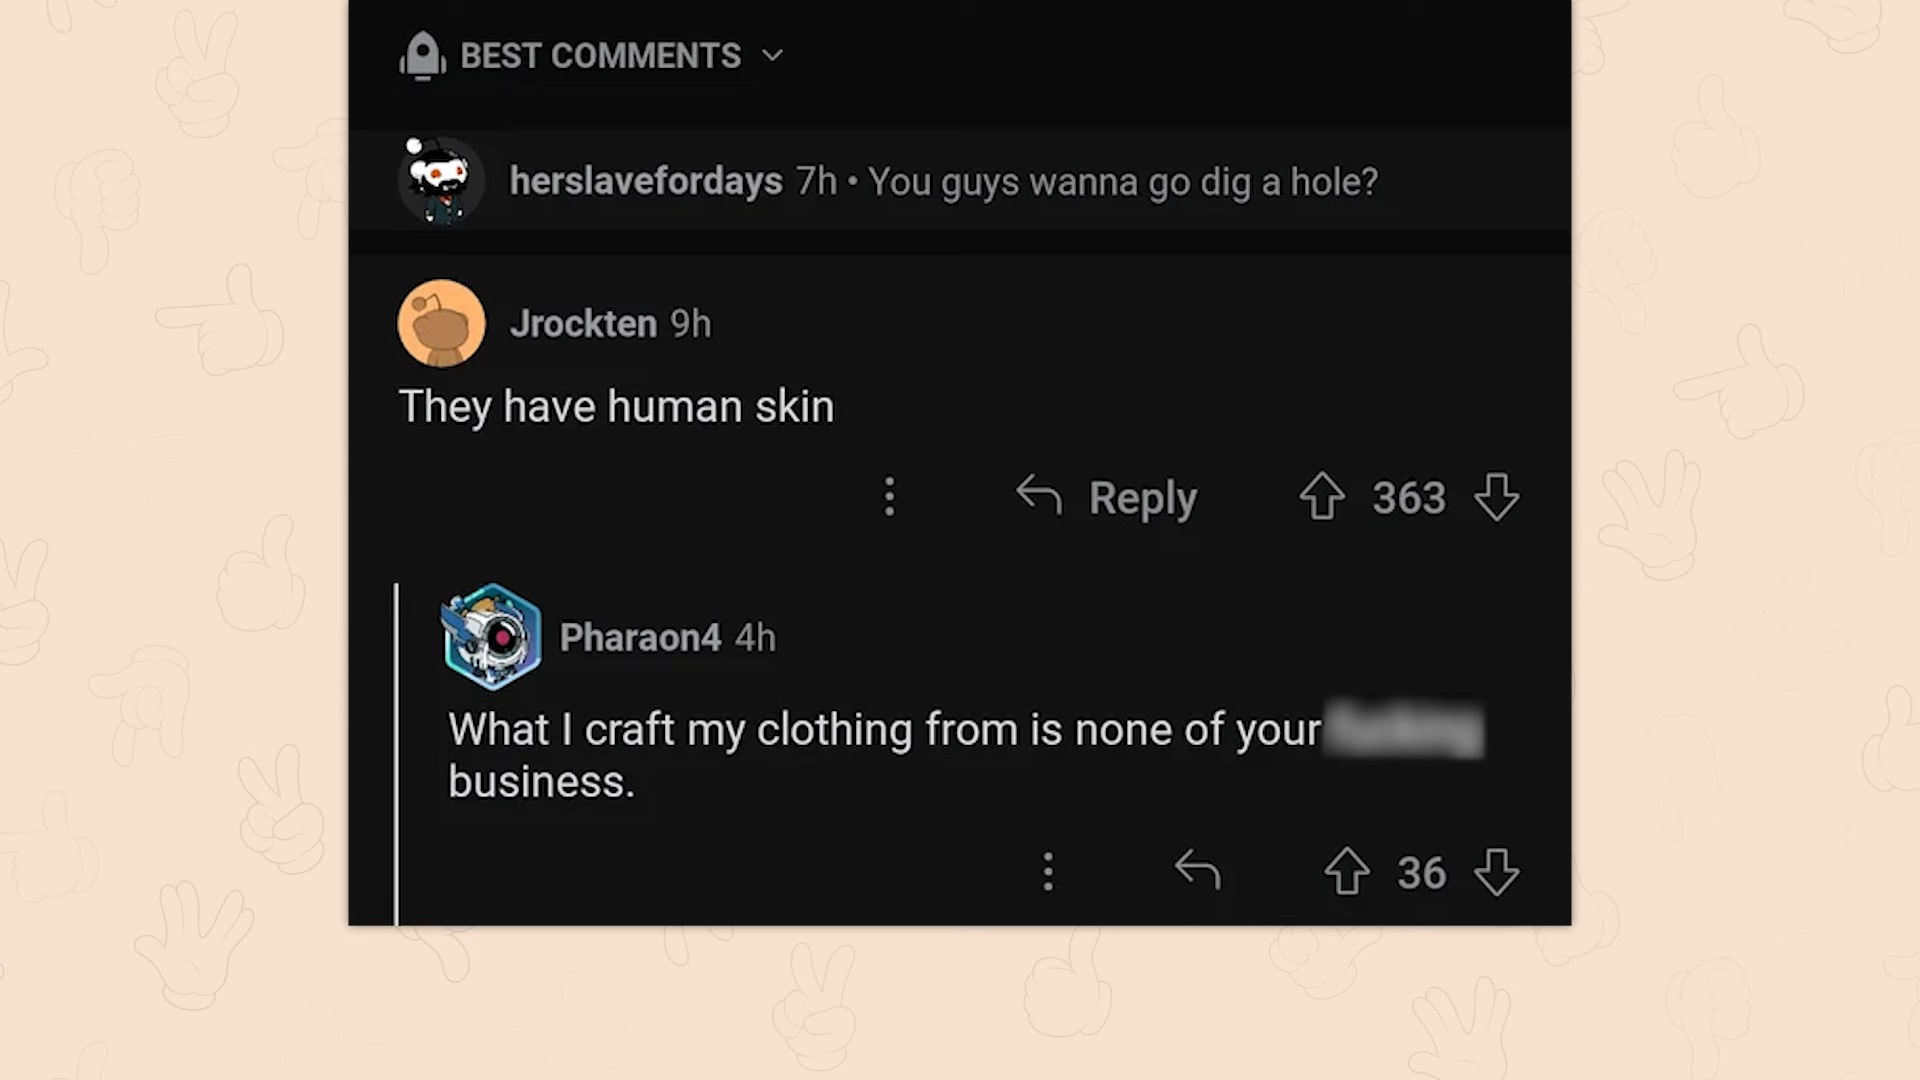 BEST COMMENTS
herslavefordays 7h • You guys wanna go dig a hole?
Jrockten 9h
They have human skin
Reply 363
Pharaon4 4h
What I craft my clothing from is none of your
business.
36